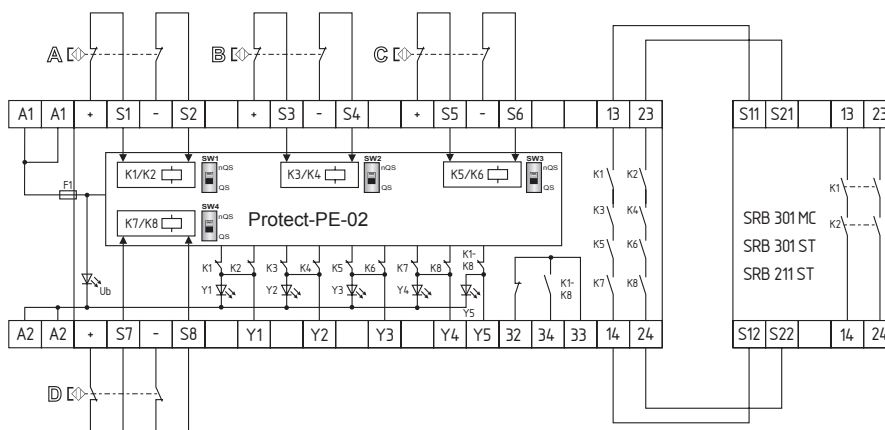 A B C
A1 A1 + S1 - S2 + S3 - S4 + S5 - S6 13 23 S11 S21 13 23
SW1 nQS SW2 nQS SW3 nQS
K1/K2 QS K3/K4 QS K5/K6 QS
F1
SW4 nQS
K7/K8 QS
Protect-PE-02
K1 K2 K1
K3 K4 K2
K5 K6
K7 K8
SRB 301 MC
SRB 301 ST
SRB 211 ST
K1 K2 K3 K4 K5 K6 K7 K8 K1-K8
K1-K8
Ub Y1 Y2 Y3 Y4 Y5
A2 A2 + S7 - S8 Y1 Y2 Y3 Y4 Y5 32 34 33 14 24 S12 S22 14 24
D